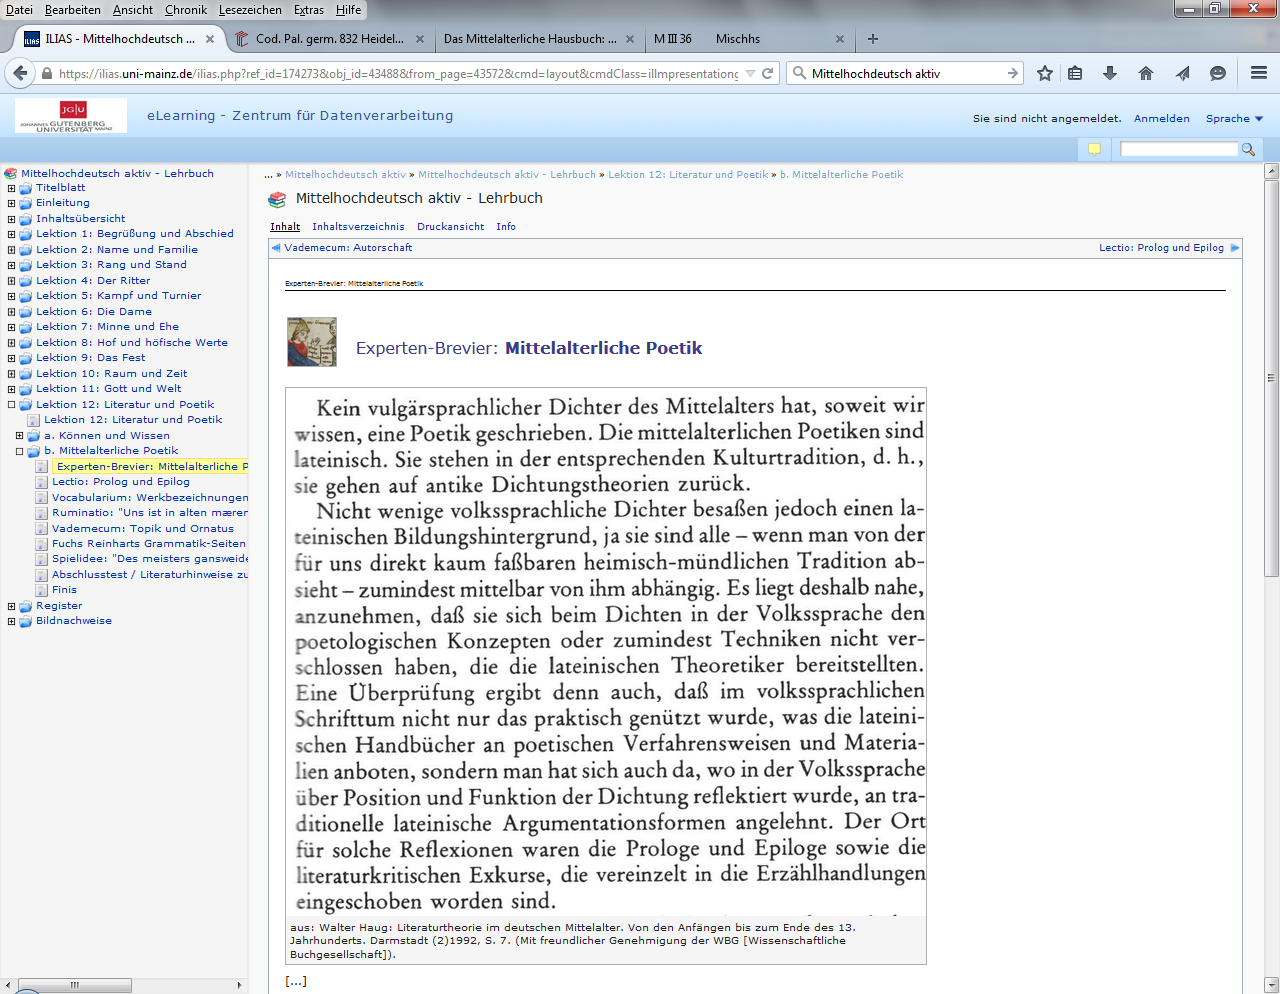 Datei Bearbeiten Ansicht Chronik Lesezeichen Extras Hilfe
ILIAS - Mittelhochdeutsch ... Cod. Pal. germ. 832 Heidel... Das Mittelalterliche Hausbuch: ... M III 36 Mischhs
https://ilias.uni-mainz.de/ilias.php?ref_id=174273&obj_id=43488&from_page=43572&cmd=layout&cmdClass=illmpresentationg Mittelhochdeutsch aktiv
JG|U
JOHANNES GUTENBERG
UNIVERSITÄT MAINZ
eLearning - Zentrum für Datenverarbeitung
Sie sind nicht angemeldet. Anmelden Sprache
Mittelhochdeutsch aktiv - Lehrbuch
Titelblatt
Einleitung
Inhaltsübersicht
Lektion 1: Begrüßung und Abschied
Lektion 2: Name und Familie
Lektion 3: Rang und Stand
Lektion 4: Der Ritter
Lektion 5: Kampf und Turnier
Lektion 6: Die Dame
Lektion 7: Minne und Ehe
Lektion 8: Hof und höfische Werte
Lektion 9: Das Fest
Lektion 10: Raum und Zeit
Lektion 11: Gott und Welt
Lektion 12: Literatur und Poetik
Lektion 12: Literatur und Poetik
a. Können und Wissen
b. Mittelalterliche Poetik
Experten-Brevier: Mittelalterliche P
Lectio: Prolog und Epilog
Vocabularium: Werkbezeichnungen
Ruminatio: "Uns ist in alten mæren
Vademecum: Topik und Ornatus
Fuchs Reinharts Grammatik-Seiten
Spielidee: "Des meisters gansweide
Abschlusstest / Literaturhinweise zu
Finis
Register
Bildnachweise
... » Mittelhochdeutsch aktiv » Mittelhochdeutsch aktiv - Lehrbuch » Lektion 12: Literatur und Poetik » b. Mittelalterliche Poetik
Mittelhochdeutsch aktiv - Lehrbuch
Inhalt Inhaltsverzeichnis Druckansicht Info
Vademecum: Autorschaft Lectio: Prolog und Epilog
Experten-Brevier: Mittelalterliche Poetik
Experten-Brevier: Mittelalterliche Poetik
Kein vulgärsprachlicher Dichter des Mittelalters hat, soweit wir
wissen, eine Poetik geschrieben. Die mittelalterlichen Poetiken sind
lateinisch. Sie stehen in der entsprechenden Kulturtradition, d. h.,
sie gehen auf antike Dichtungstheorien zurück.
Nicht wenige volkssprachliche Dichter besaßen jedoch einen la-
teinischen Bildungshintergrund, ja sie sind alle – wenn man von der
für uns direkt kaum faßbaren heimisch-mündlichen Tradition ab-
sieht – zumindest mittelbar von ihm abhängig. Es liegt deshalb nahe,
anzunehmen, daß sie sich beim Dichten in der Volkssprache den
poetologischen Konzepten oder zumindest Techniken nicht ver-
schlossen haben, die die lateinischen Theoretiker bereitstellten.
Eine Überprüfung ergibt denn auch, daß im volkssprachlichen
Schrifttum nicht nur das praktisch genützt wurde, was die lateini-
schen Handbücher an poetischen Verfahrensweisen und Materia-
lien anboten, sondern man hat sich auch da, wo in der Volkssprache
über Position und Funktion der Dichtung reflektiert wurde, an tra-
ditionelle lateinische Argumentationsformen angelehnt. Der Ort
für solche Reflexionen waren die Prologe und Epiloge sowie die
literaturkritischen Exkurse, die vereinzelt in die Erzählhandlungen
eingeschoben worden sind.
aus: Walter Haug: Literaturtheorie im deutschen Mittelalter. Von den Anfängen bis zum Ende des 13.
Jahrhunderts. Darmstadt (2)1992, S. 7. (Mit freundlicher Genehmigung der WBG [Wissenschaftliche
Buchgesellschaft]).
[...]